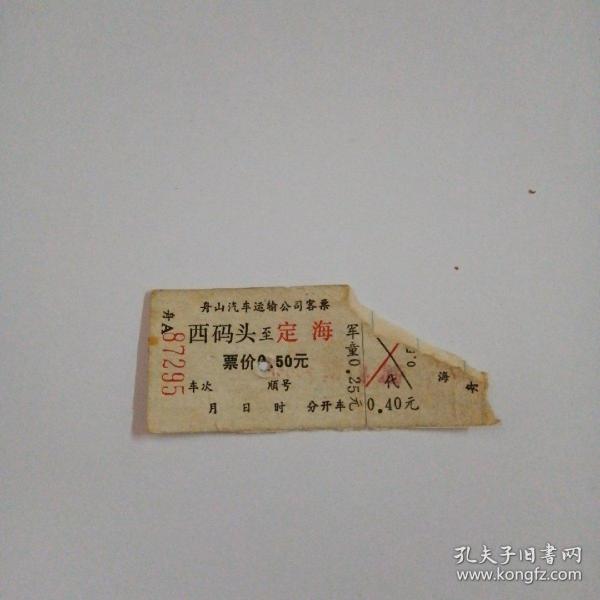 舟山汽车运输公司客票
舟A
87295
西码头至定海
票价0.50元
车次 顺号
月 日 时 分开车
军童0.25元
代
0.40元
海
舟
孔夫子旧书网
www.kongfz.com